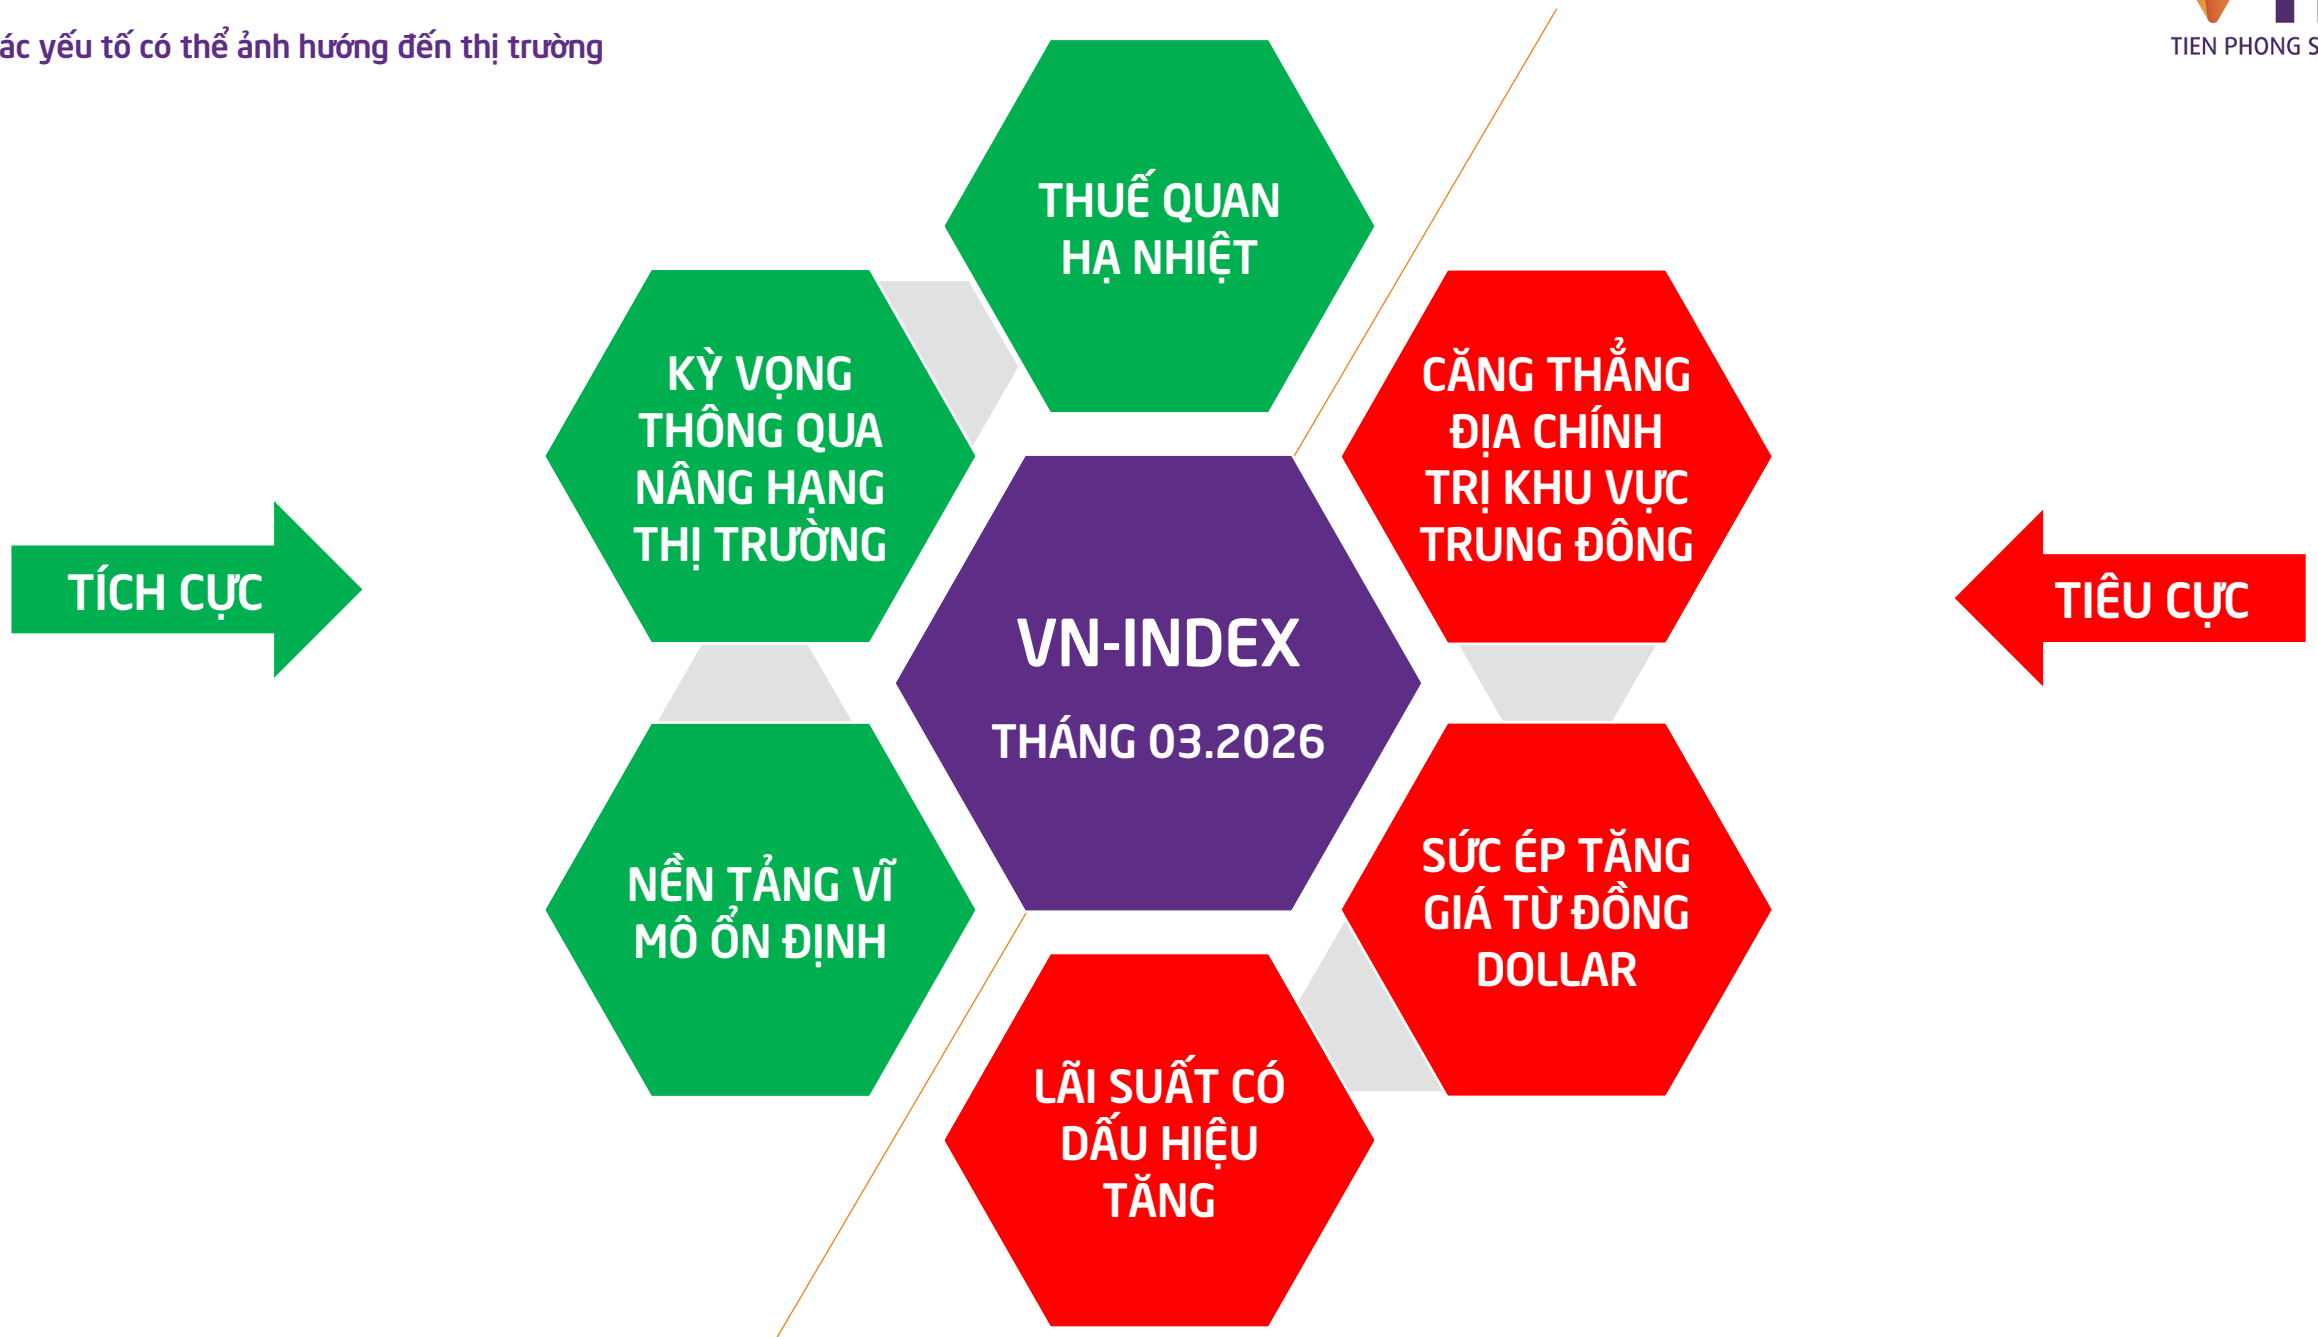 ác yếu tố có thể ảnh hướng đến thị trường
TIEN PHONG S
THUẾ QUAN
HẠ NHIỆT
KỲ VỌNG
THÔNG QUA
NÂNG HẠNG
THỊ TRƯỜNG
CĂNG THẲNG
ĐỊA CHÍNH
TRỊ KHU VỰC
TRUNG ĐÔNG
TÍCH CỰC
VN-INDEX
THÁNG 03.2026
TIÊU CỰC
NỀN TẢNG VĨ
MÔ ỔN ĐỊNH
SỨC ÉP TĂNG
GIÁ TỪ ĐỒNG
DOLLAR
LÃI SUẤT CÓ
DẤU HIỆU
TĂNG